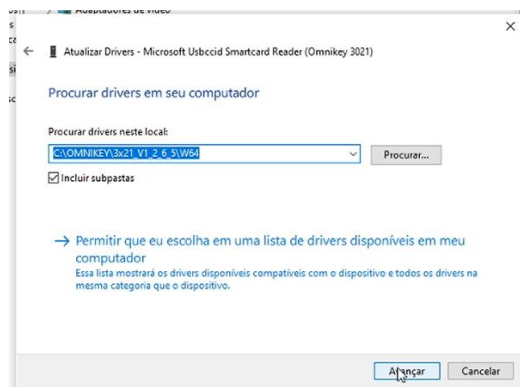 Adaptadores de vídeo
Atualizar Drivers - Microsoft Usbccid Smartcard Reader (Omnikey 3021)
Procurar drivers em seu computador
Procurar drivers neste local:
C:\OMNIKEY\3x21_V1_2_6_5\W64
Procurar...
Incluir subpastas
Permitir que eu escolha em uma lista de drivers disponíveis em meu
computador
Essa lista mostrará os drivers disponíveis compatíveis com o dispositivo e todos os drivers na
mesma categoria que o dispositivo.
Avançar Cancelar